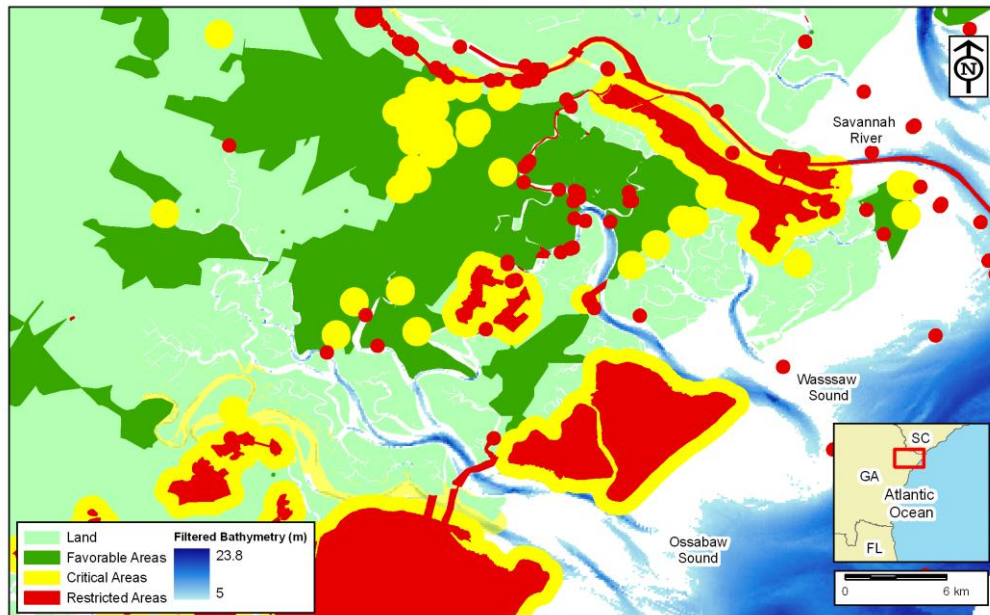 N
Savannah
River
Wasssaw
Sound
SC
GA
Atlantic
Ocean
FL
Ossabaw
Sound
Land
Favorable Areas
Critical Areas
Restricted Areas
Filtered Bathymetry (m)
23.8
5
0
6 km